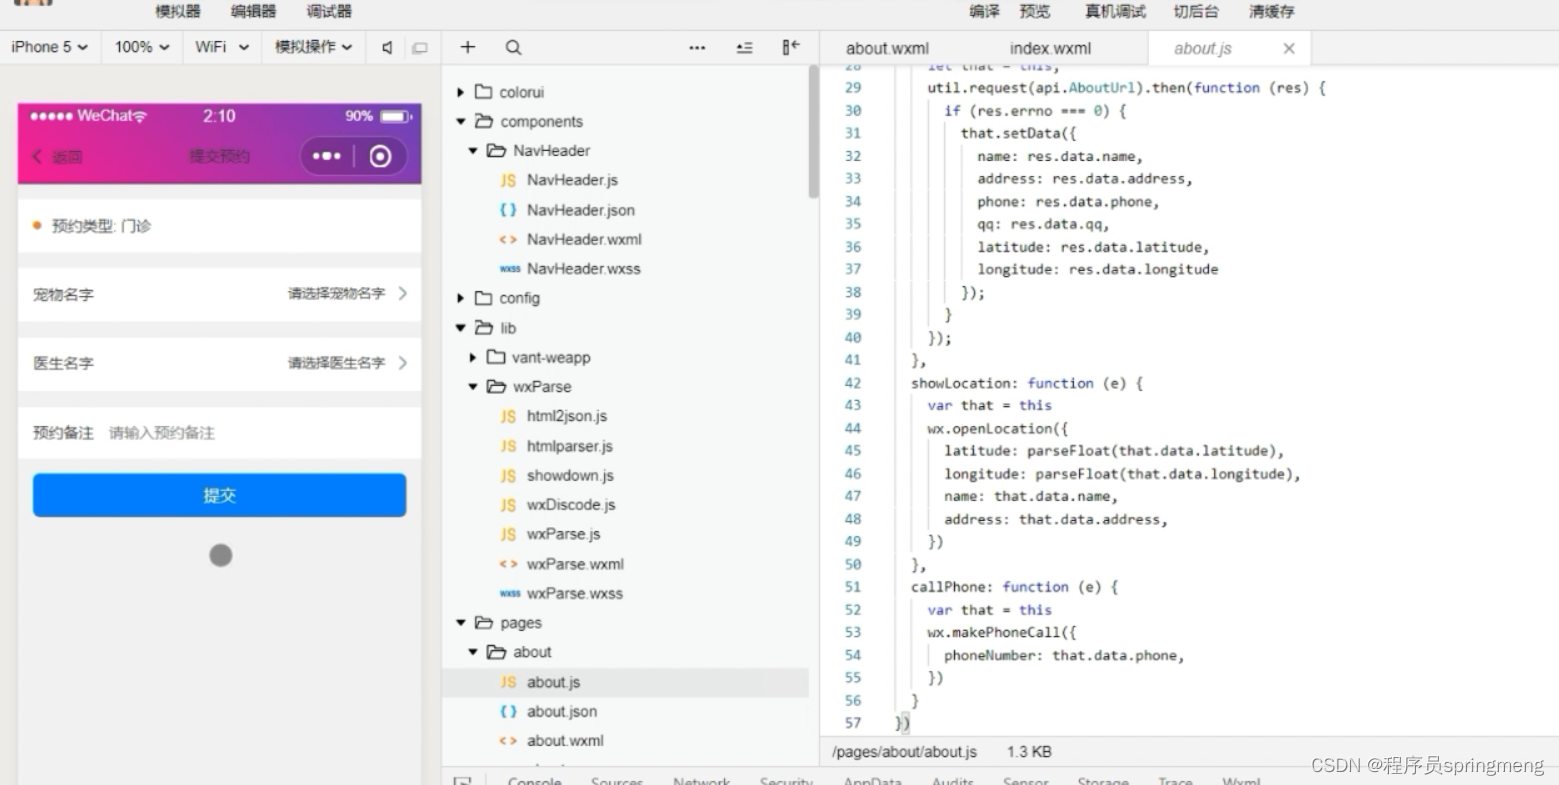 模拟器 编辑器 调试器
编译 预览 真机调试 切后台 清缓存
iPhone 5 100% WiFi 模拟操作
about.wxml index.wxml about.js
WeChat 2:10 90%
返回 提交预约
预约类型: 门诊
宠物名字 请选择宠物名字
医生名字 请选择医生名字
预约备注 请输入预约备注
提交
colorui
components
NavHeader
JS NavHeader.js
{} NavHeader.json
<> NavHeader.wxml
wxss NavHeader.wxss
config
lib
vant-weapp
wxParse
JS html2json.js
JS htmlparser.js
JS showdown.js
JS wxDiscode.js
JS wxParse.js
<> wxParse.wxml
wxss wxParse.wxss
pages
about
JS about.js
{} about.json
<> about.wxml
28 let that = this;
29 util.request(api.AboutUrl).then(function (res) {
30 if (res.errno === 0) {
31 that.setData({
32 name: res.data.name,
33 address: res.data.address,
34 phone: res.data.phone,
35 qq: res.data.qq,
36 latitude: res.data.latitude,
37 longitude: res.data.longitude
38 });
39 }
40 });
41 },
42 showLocation: function (e) {
43 var that = this
44 wx.openLocation({
45 latitude: parseFloat(that.data.latitude),
46 longitude: parseFloat(that.data.longitude),
47 name: that.data.name,
48 address: that.data.address,
49 })
50 },
51 callPhone: function (e) {
52 var that = this
53 wx.makePhoneCall({
54 phoneNumber: that.data.phone,
55 })
56 }
57 })
/pages/about/about.js 1.3 KB
Console Sources Network Security AppData Audits Sensor Storage Trace Wxml
CSDN @程序员springmeng